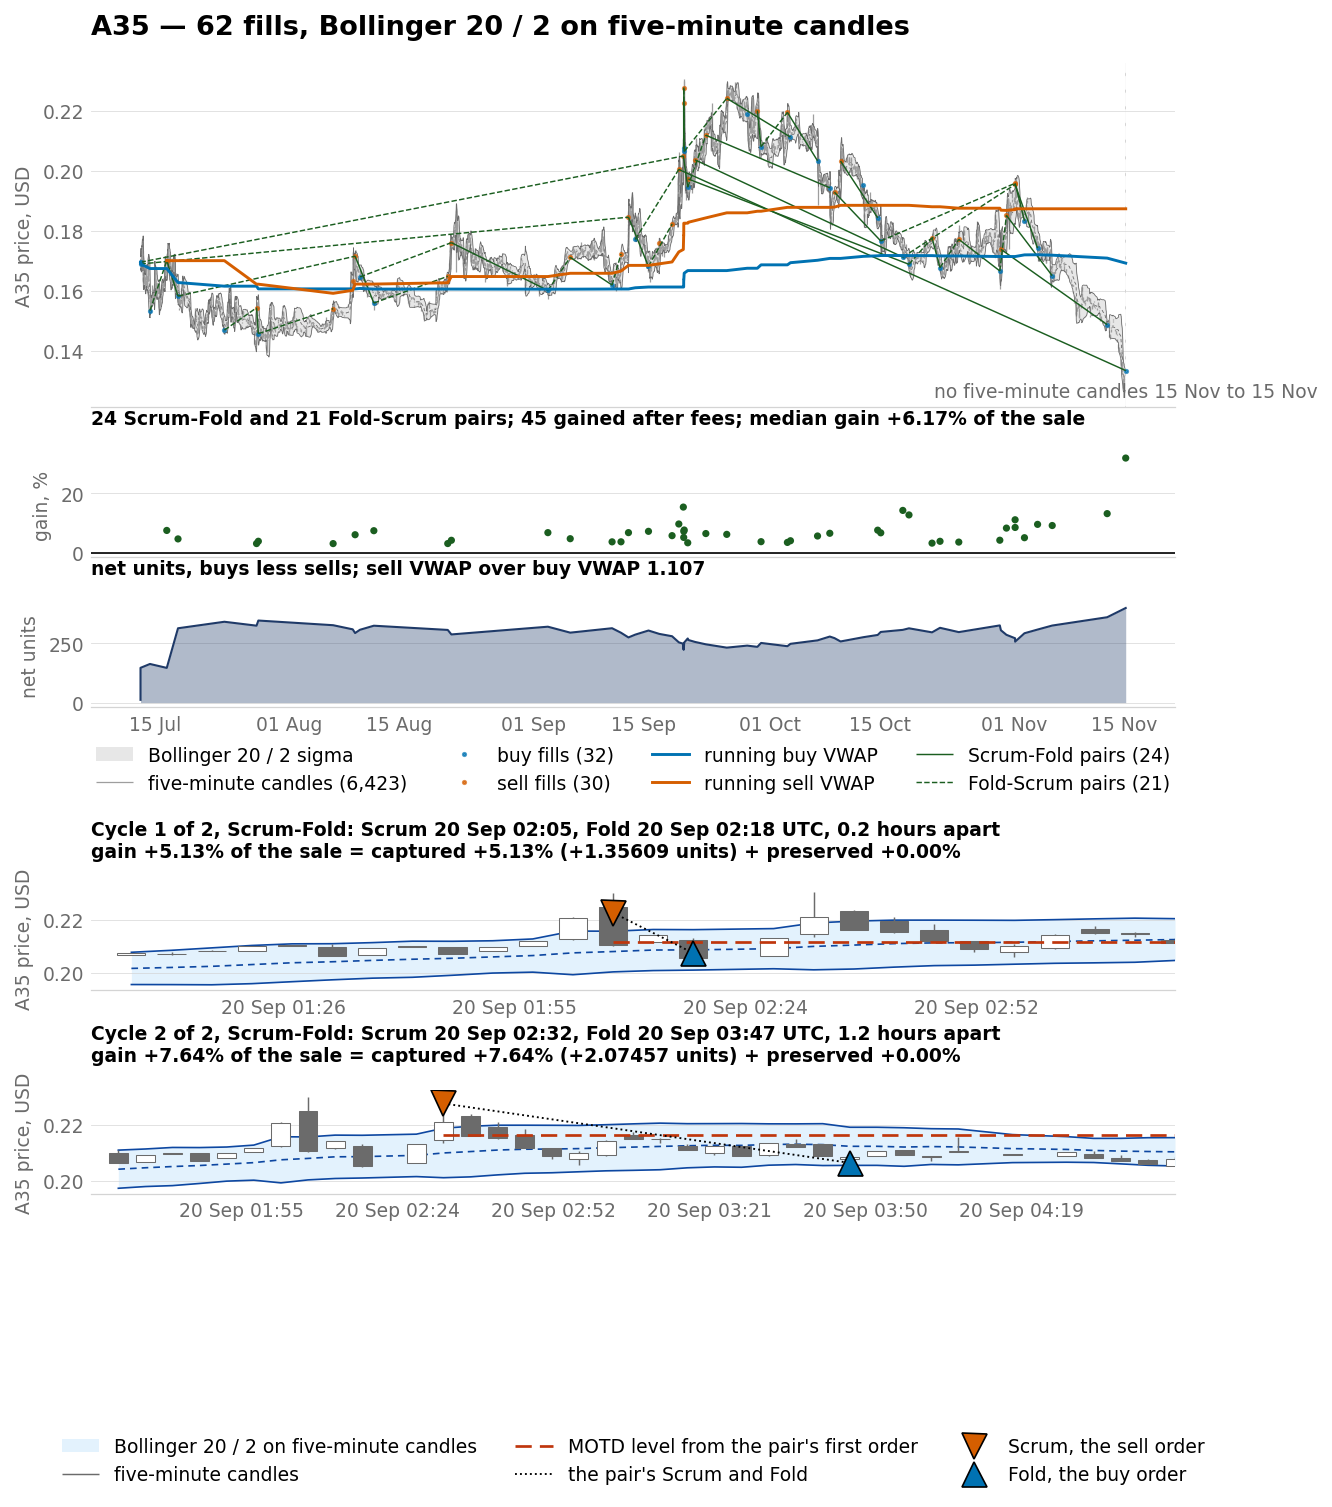 A35 — 62 fills, Bollinger 20 / 2 on five-minute candles
A35 price, USD
0.22
0.20
0.18
0.16
0.14
no five-minute candles 15 Nov to 15 Nov
24 Scrum-Fold and 21 Fold-Scrum pairs; 45 gained after fees; median gain +6.17% of the sale
gain, %
20
0
net units, buys less sells; sell VWAP over buy VWAP 1.107
net units
250
0
15 Jul 01 Aug 15 Aug 01 Sep 15 Sep 01 Oct 15 Oct 01 Nov 15 Nov
Bollinger 20 / 2 sigma buy fills (32) running buy VWAP Scrum-Fold pairs (24)
five-minute candles (6,423) sell fills (30) running sell VWAP Fold-Scrum pairs (21)
Cycle 1 of 2, Scrum-Fold: Scrum 20 Sep 02:05, Fold 20 Sep 02:18 UTC, 0.2 hours apart
gain +5.13% of the sale = captured +5.13% (+1.35609 units) + preserved +0.00%
A35 price, USD
0.22
0.20
20 Sep 01:26 20 Sep 01:55 20 Sep 02:24 20 Sep 02:52
Cycle 2 of 2, Scrum-Fold: Scrum 20 Sep 02:32, Fold 20 Sep 03:47 UTC, 1.2 hours apart
gain +7.64% of the sale = captured +7.64% (+2.07457 units) + preserved +0.00%
A35 price, USD
0.22
0.20
20 Sep 01:55 20 Sep 02:24 20 Sep 02:52 20 Sep 03:21 20 Sep 03:50 20 Sep 04:19
Bollinger 20 / 2 on five-minute candles MOTD level from the pair's first order Scrum, the sell order
five-minute candles the pair's Scrum and Fold Fold, the buy order